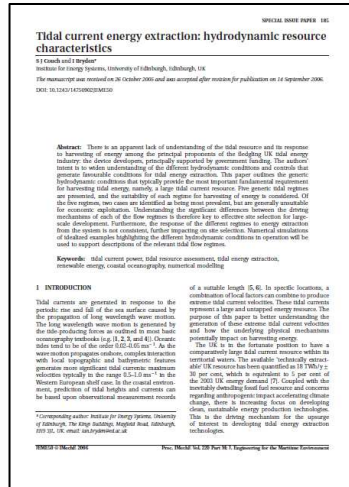 SPECIAL ISSUE PAPER 185
Tidal current energy extraction: hydrodynamic resource
characteristics
S J Couch and I Bryden*
Institute for Energy Systems, University of Edinburgh, Edinburgh, UK
The manuscript was received on 26 October 2005 and was accepted after revision for publication on 14 September 2006.
DOI: 10.1243/14750902JEME50
Abstract: There is an apparent lack of understanding of the tidal resource and its response
to harvesting of energy among the principal proponents of the fledgling UK tidal energy
industry: the device developers, principally supported by government funding. The authors'
intent is to widen understanding of the different hydrodynamic conditions and controls that
generate favourable conditions for tidal energy extraction. This paper outlines the generic
hydrodynamic conditions that typically provide the most important fundamental requirement
for harvesting tidal energy, namely, a large tidal current resource. Five generic tidal regimes
are presented, and the suitability of each regime for harvesting of energy is considered. Of
the five regimes, two cases are identified as being most prevalent, but are generally unsuitable
for economic exploitation. Understanding the significant differences between the driving
mechanisms of each of the flow regimes is therefore key to effective site selection for large-
scale development. Furthermore, the response of the different regimes to energy extraction
from the system is not consistent, further impacting on site selection. Numerical simulations
of idealized examples highlighting the different hydrodynamic conditions in operation will be
used to support descriptions of the relevant tidal flow regimes.
Keywords: tidal current power, tidal resource assessment, tidal energy extraction,
renewable energy, coastal oceanography, numerical modelling
1 INTRODUCTION
Tidal currents are generated in response to the
periodic rise and fall of the sea surface caused by
the propagation of long wavelength wave motion.
The long wavelength wave motion is generated by
the tide-producing forces as outlined in most basic
oceanography textbooks (e.g. [1, 2, 3, and 4]). Oceanic
tides tend to be of the order 0.02–0.05 ms⁻¹. As the
wave motion propagates onshore, complex interaction
with local topographic and bathymetric features
generates more significant tidal currents: maximum
velocities typically in the range 0.5–1.0 ms⁻¹ in the
Western European shelf case. In the coastal environ-
ment, prediction of tidal heights and currents can
be based upon observational measurement records
*Corresponding author: Institute for Energy Systems, University
of Edinburgh, The Kings Buildings, Mayfield Road, Edinburgh,
EH9 3JL, UK. email: ian.bryden@ed.ac.uk
of a suitable length [5, 6]. In specific locations, a
combination of local factors can combine to produce
extreme tidal current velocities. These tidal currents
represent a large and untapped energy resource. The
purpose of this paper is to better understanding the
generation of these extreme tidal current velocities
and how the underlying physical mechanisms
potentially impact on harvesting energy.
The UK is in the fortunate position to have a
comparatively large tidal current resource within its
territorial waters. The available 'technically extract-
able' UK resource has been quantified as 18 TWh/y ±
30 per cent, which is equivalent to 5 per cent of
the 2003 UK energy demand [7]. Coupled with the
inevitably dwindling fossil fuel resource and concerns
regarding anthropogenic impact accelerating climate
change, there is increasing focus on developing
clean, sustainable energy production technologies.
This is the driving mechanism for the upsurge
of interest in developing tidal energy extraction
technologies.
JEME50 © IMechE 2006
Proc. IMechE Vol. 220 Part M: J. Engineering for the Maritime Environment